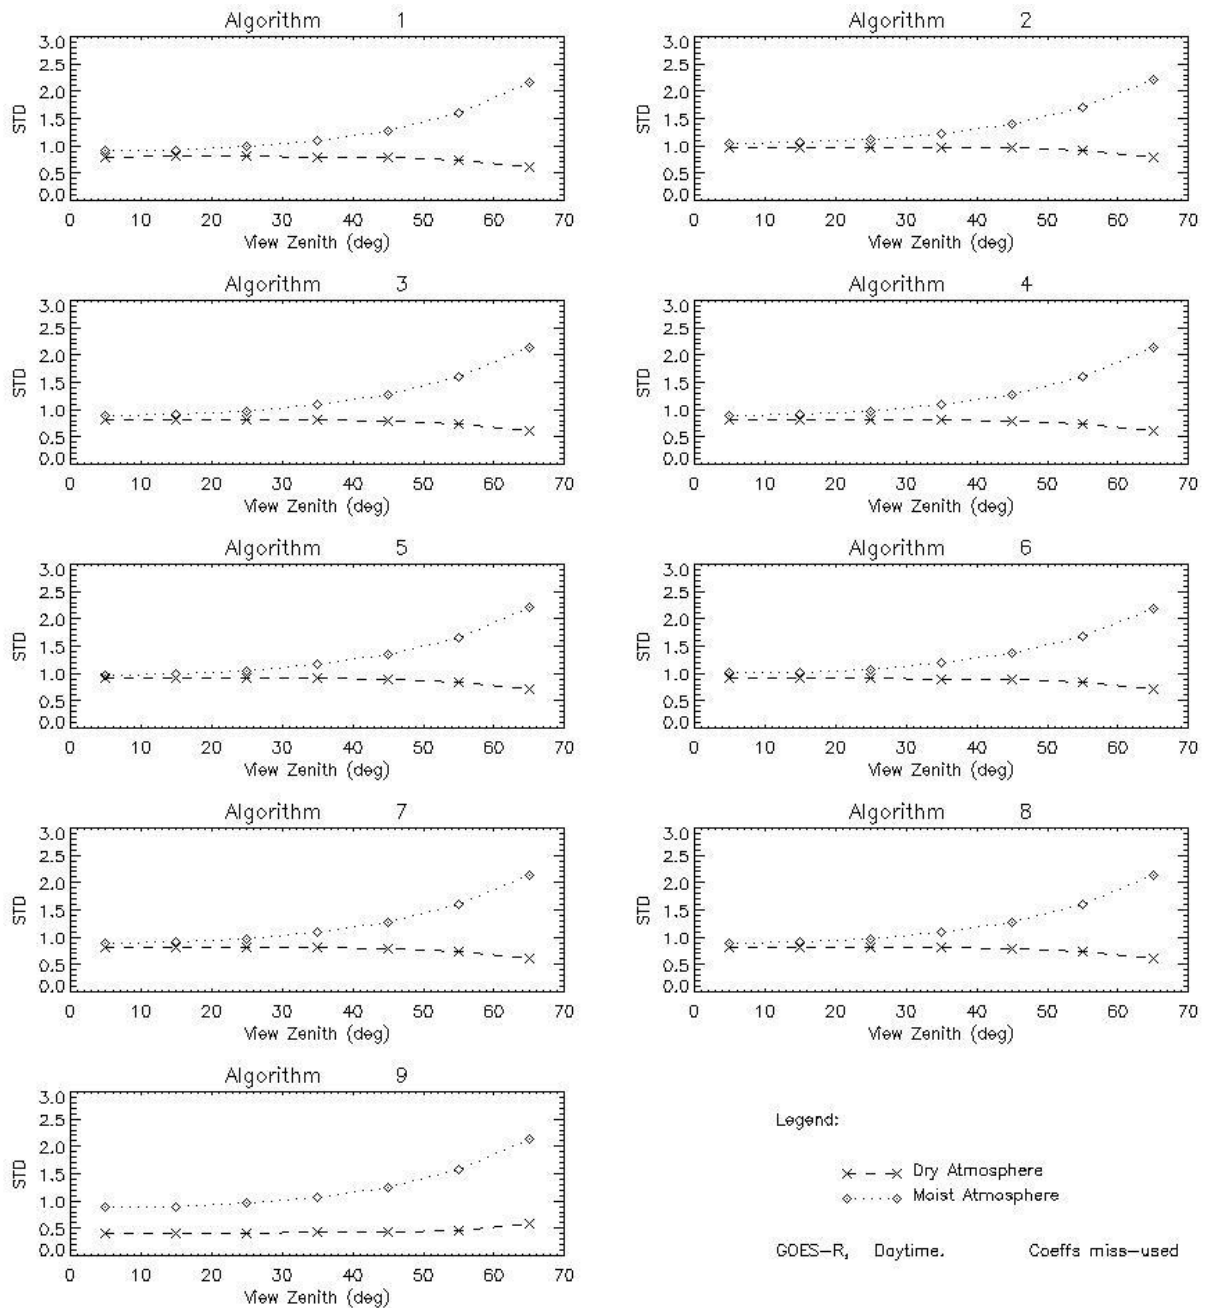 Algorithm 1
3.0
2.5
2.0
1.5
1.0
0.5
0.0
STD
0 10 20 30 40 50 60 70
View Zenith (deg)
Algorithm 2
3.0
2.5
2.0
1.5
1.0
0.5
0.0
STD
0 10 20 30 40 50 60 70
View Zenith (deg)
Algorithm 3
3.0
2.5
2.0
1.5
1.0
0.5
0.0
STD
0 10 20 30 40 50 60 70
View Zenith (deg)
Algorithm 4
3.0
2.5
2.0
1.5
1.0
0.5
0.0
STD
0 10 20 30 40 50 60 70
View Zenith (deg)
Algorithm 5
3.0
2.5
2.0
1.5
1.0
0.5
0.0
STD
0 10 20 30 40 50 60 70
View Zenith (deg)
Algorithm 6
3.0
2.5
2.0
1.5
1.0
0.5
0.0
STD
0 10 20 30 40 50 60 70
View Zenith (deg)
Algorithm 7
3.0
2.5
2.0
1.5
1.0
0.5
0.0
STD
0 10 20 30 40 50 60 70
View Zenith (deg)
Algorithm 8
3.0
2.5
2.0
1.5
1.0
0.5
0.0
STD
0 10 20 30 40 50 60 70
View Zenith (deg)
Algorithm 9
3.0
2.5
2.0
1.5
1.0
0.5
0.0
STD
0 10 20 30 40 50 60 70
View Zenith (deg)
Legend:
Dry Atmosphere
Moist Atmosphere
GOES-R, Daytime. Coeffs miss-used